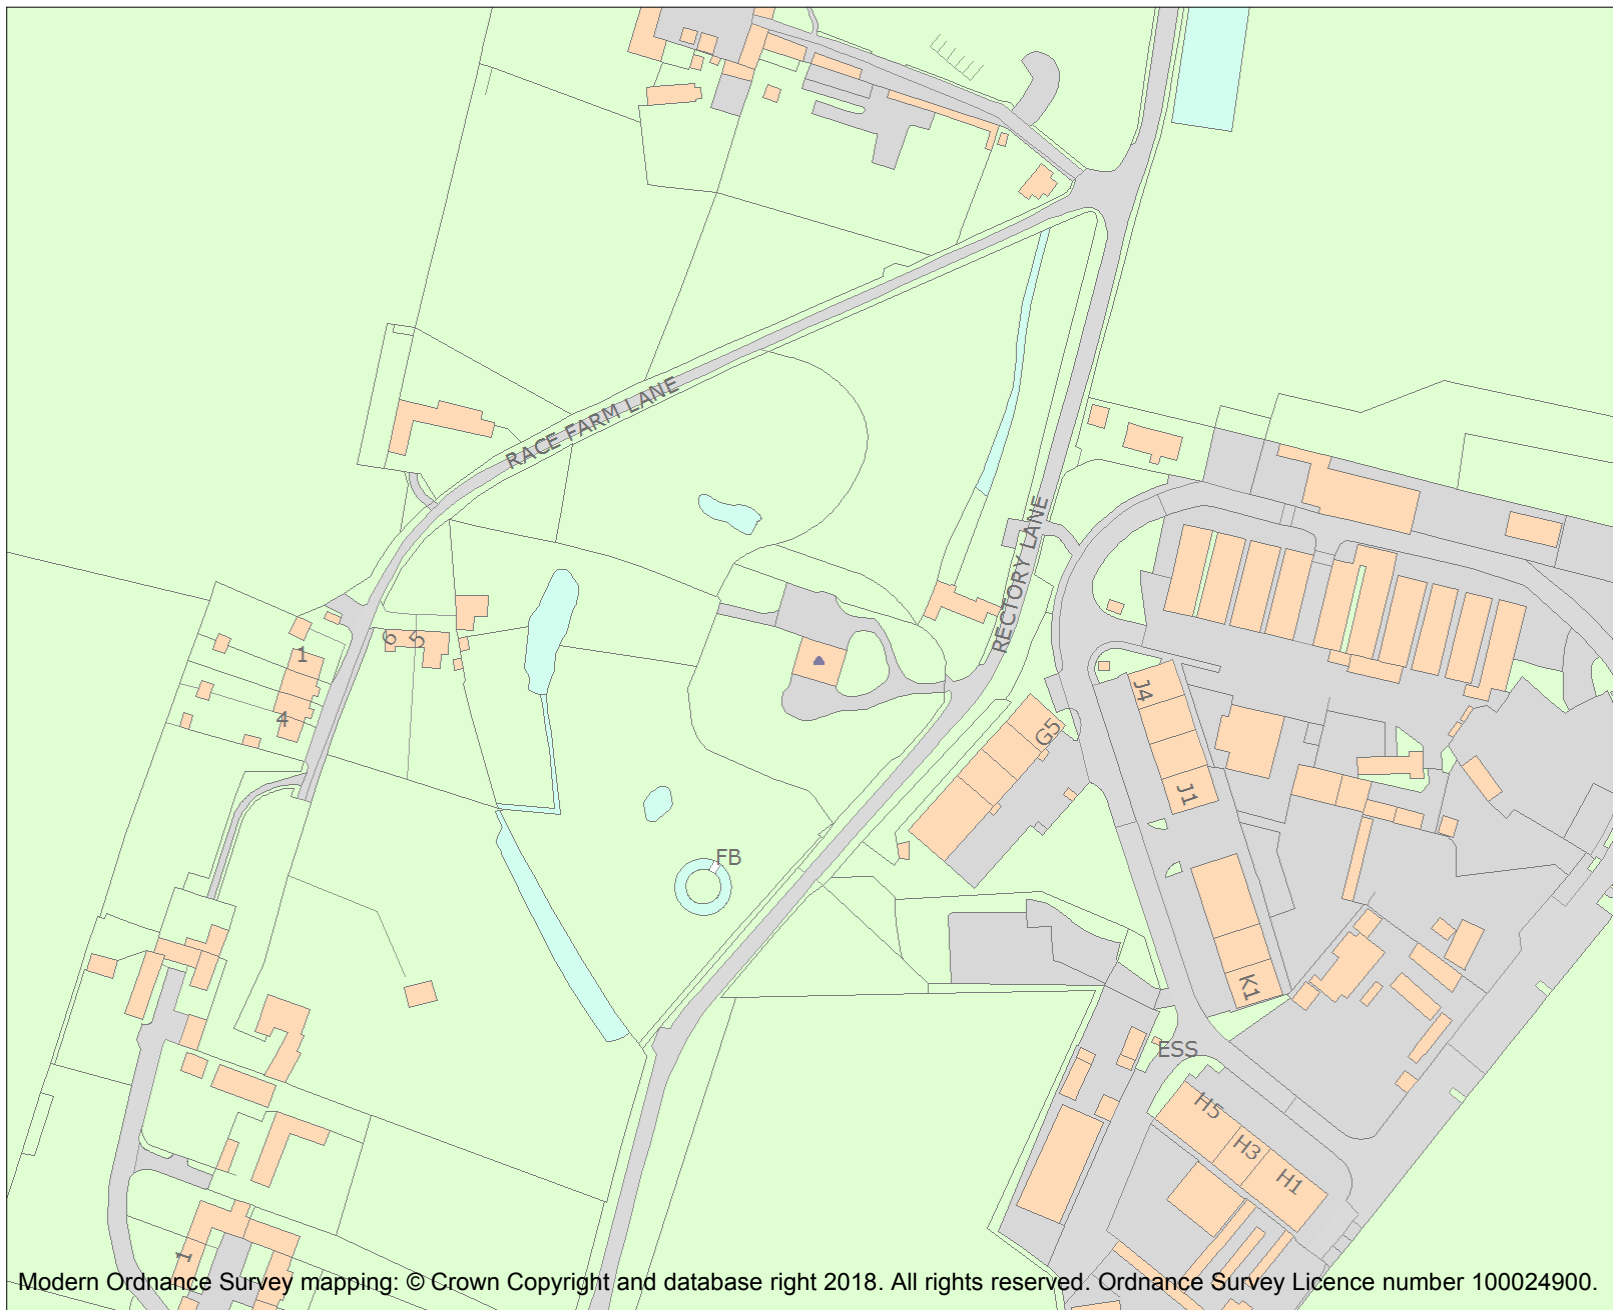 RACE FARM LANE
RECTORY LANE
6
5
1
4
J4
G5
J1
FB
K1
ESS
H5
H3
H1
1
Modern Ordnance Survey mapping: © Crown Copyright and database right 2018. All rights reserved. Ordnance Survey Licence number 100024900.